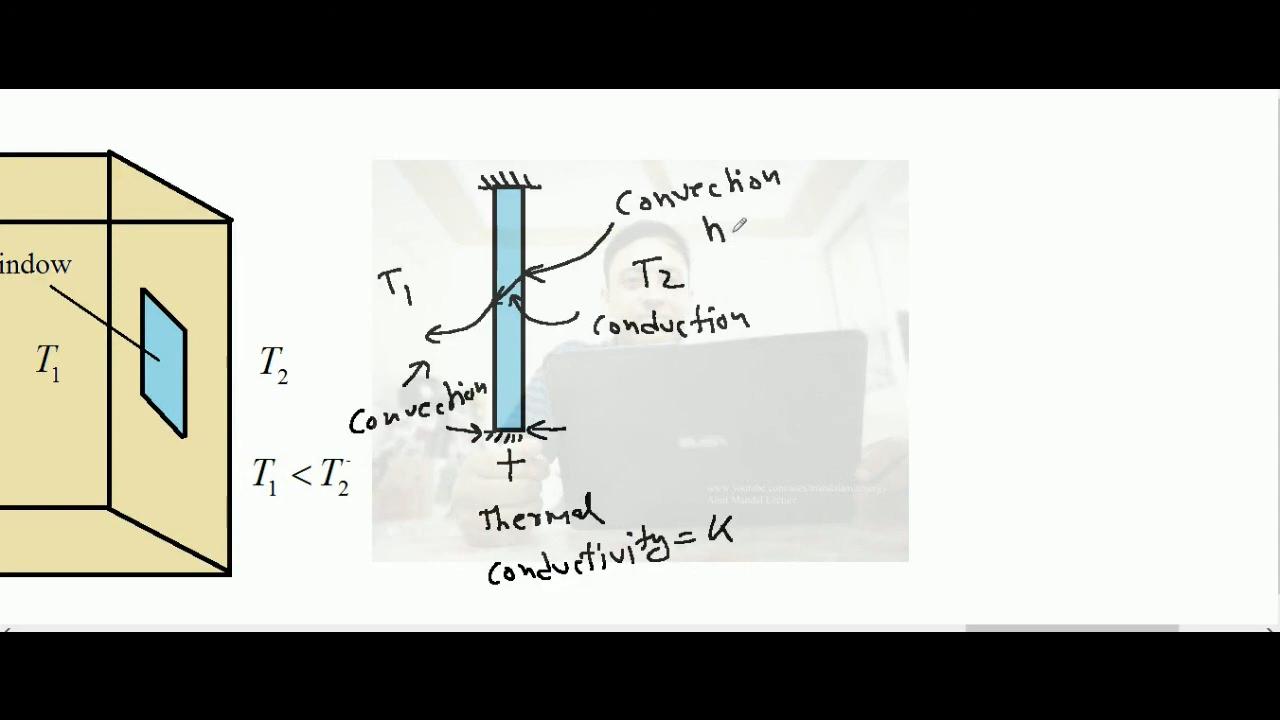 indow
T1
T2
T1 < T2
Convection
h
T1
T2
Conduction
Convection
t
Thermal
Conductivity = K